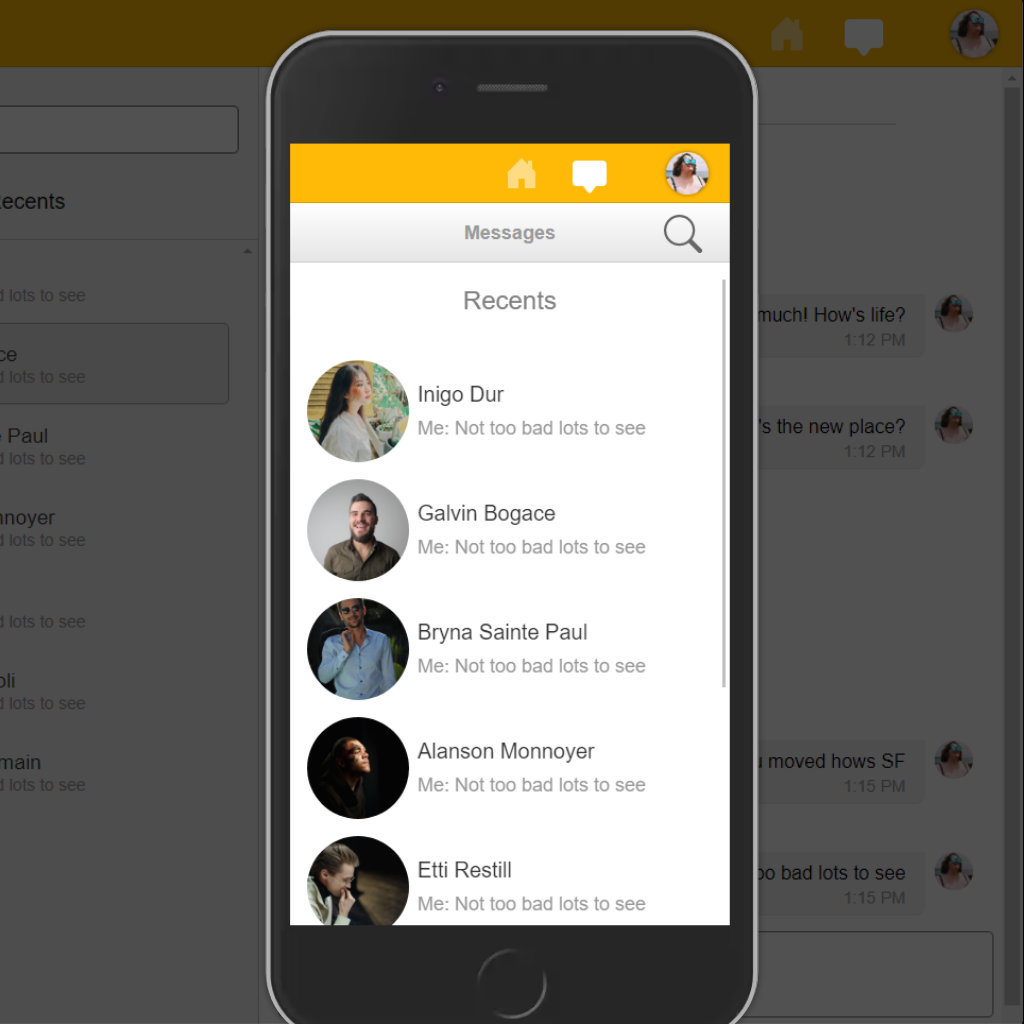 Messages
Recents
Inigo Dur
Me: Not too bad lots to see
Galvin Bogace
Me: Not too bad lots to see
Bryna Sainte Paul
Me: Not too bad lots to see
Alanson Monnoyer
Me: Not too bad lots to see
Etti Restill
Me: Not too bad lots to see
ecents
d lots to see
ce
d lots to see
e Paul
d lots to see
nnoyer
d lots to see
d lots to see
oli
d lots to see
main
d lots to see
much! How's life?
1:12 PM
's the new place?
1:12 PM
u moved hows SF
1:15 PM
oo bad lots to see
1:15 PM